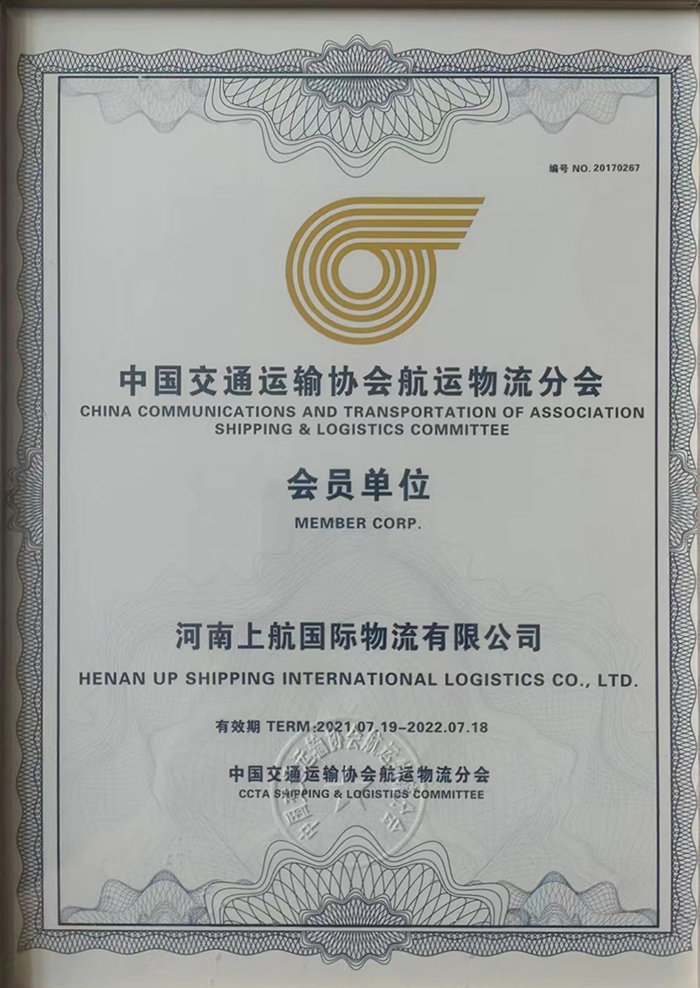 编号 NO. 20170267
中国交通运输协会航运物流分会
CHINA COMMUNICATIONS AND TRANSPORTATION OF ASSOCIATION
SHIPPING & LOGISTICS COMMITTEE
会员单位
MEMBER CORP.
河南上航国际物流有限公司
HENAN UP SHIPPING INTERNATIONAL LOGISTICS CO., LTD.
有效期 TERM:2021.07.19-2022.07.18
中国交通运输协会航运物流分会
CCTA SHIPPING & LOGISTICS COMMITTEE